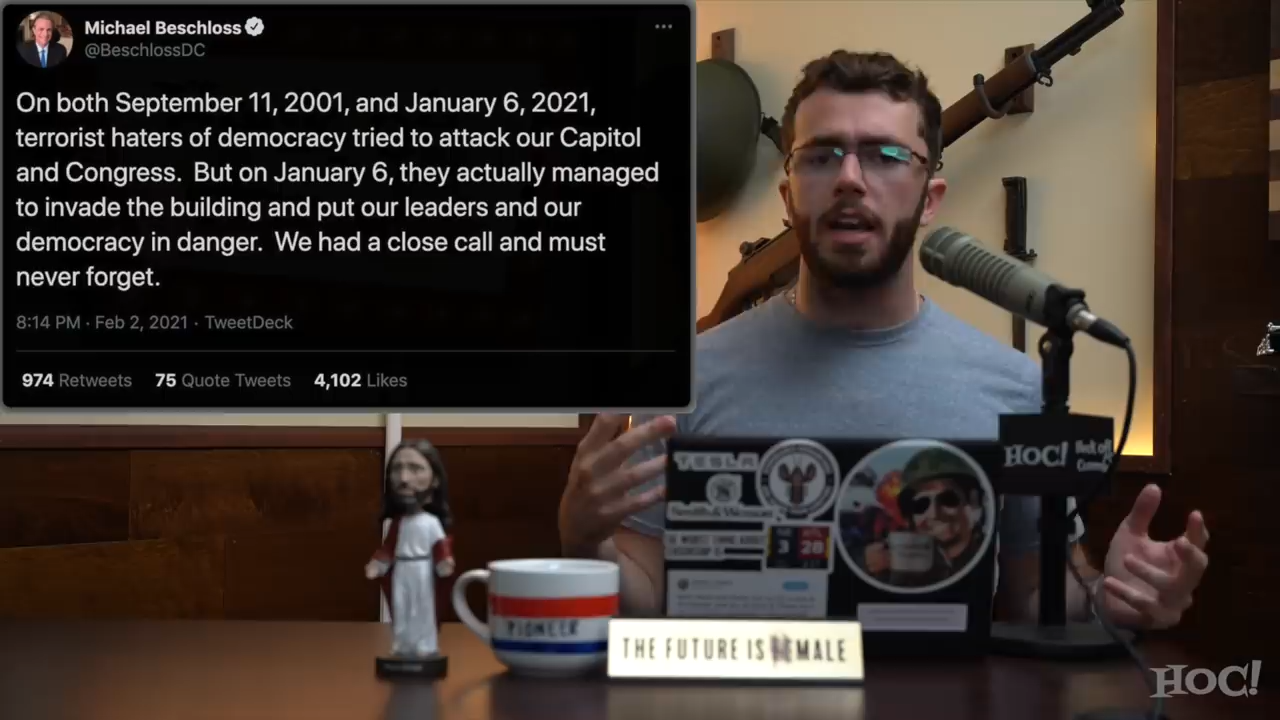 Michael Beschloss
@BeschlossDC
On both September 11, 2001, and January 6, 2021,
terrorist haters of democracy tried to attack our Capitol
and Congress.  But on January 6, they actually managed
to invade the building and put our leaders and our
democracy in danger.  We had a close call and must
never forget.
8:14 PM · Feb 2, 2021 · TweetDeck
974 Retweets 75 Quote Tweets 4,102 Likes
HOC!
TESLA
Smith & Wesson
3 28
PIONEER
THE FUTURE IS MALE
HOC!